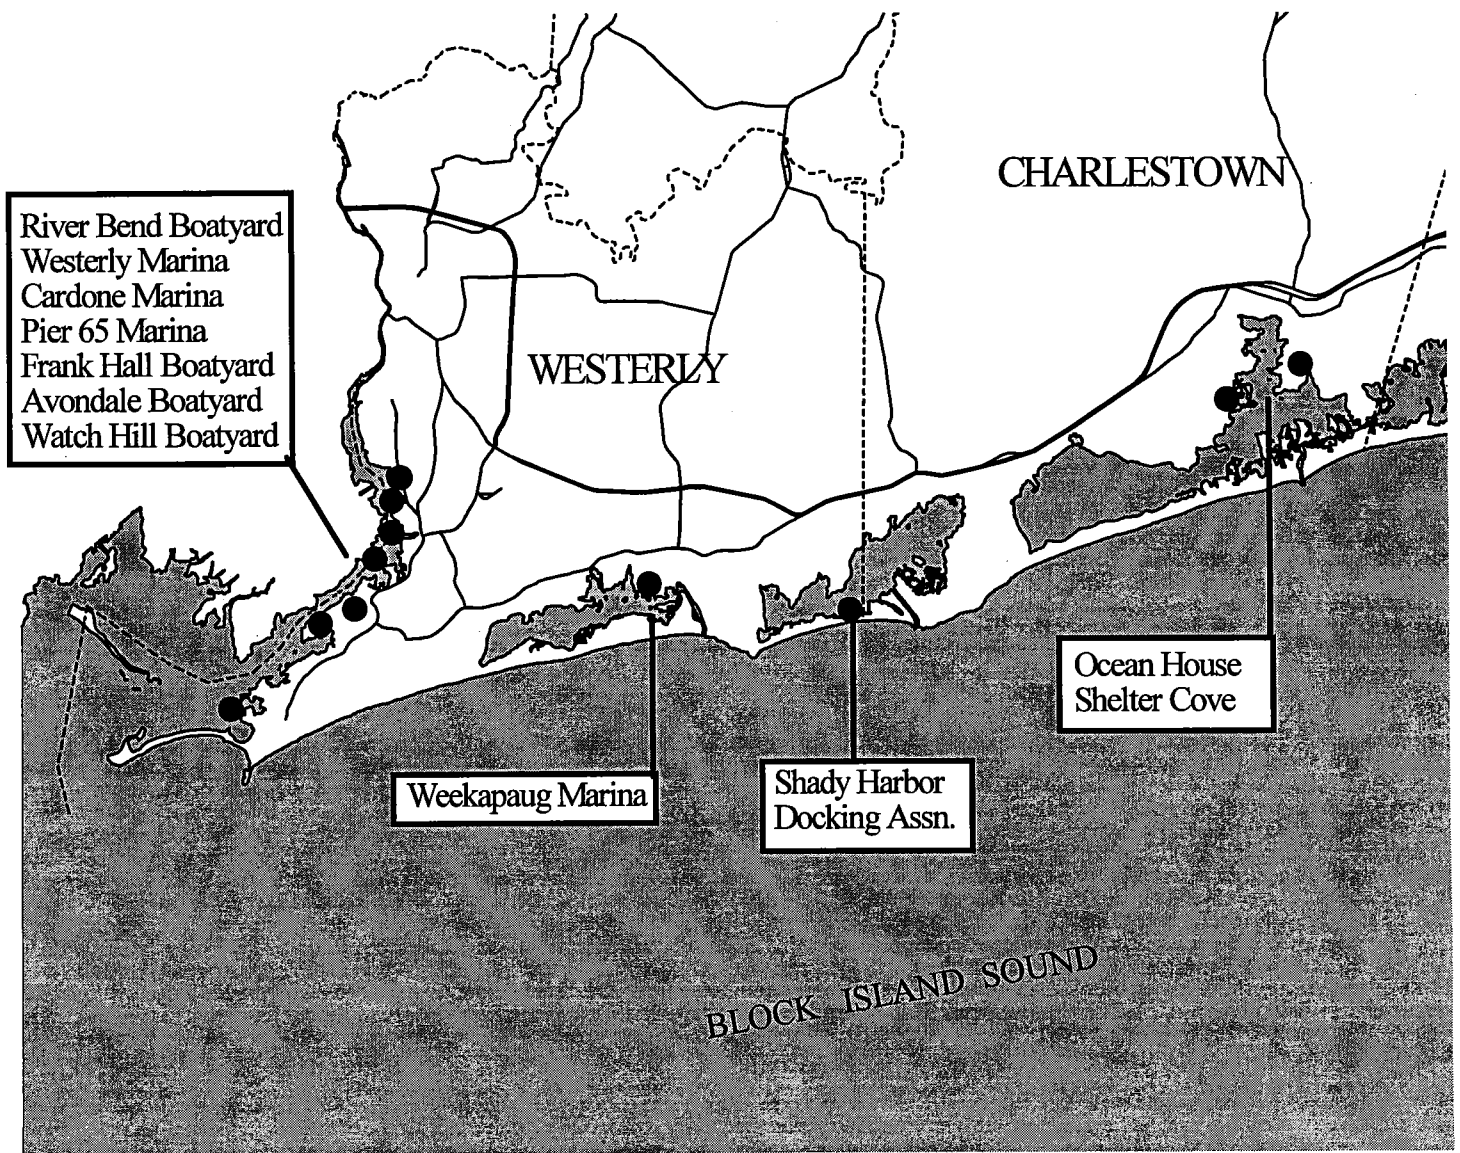 CHARLESTOWN
River Bend Boatyard
Westerly Marina
Cardone Marina
Pier 65 Marina
Frank Hall Boatyard
Avondale Boatyard
Watch Hill Boatyard
WESTERLY
Ocean House
Shelter Cove
Weekapaug Marina
Shady Harbor
Docking Assn.
BLOCK ISLAND SOUND